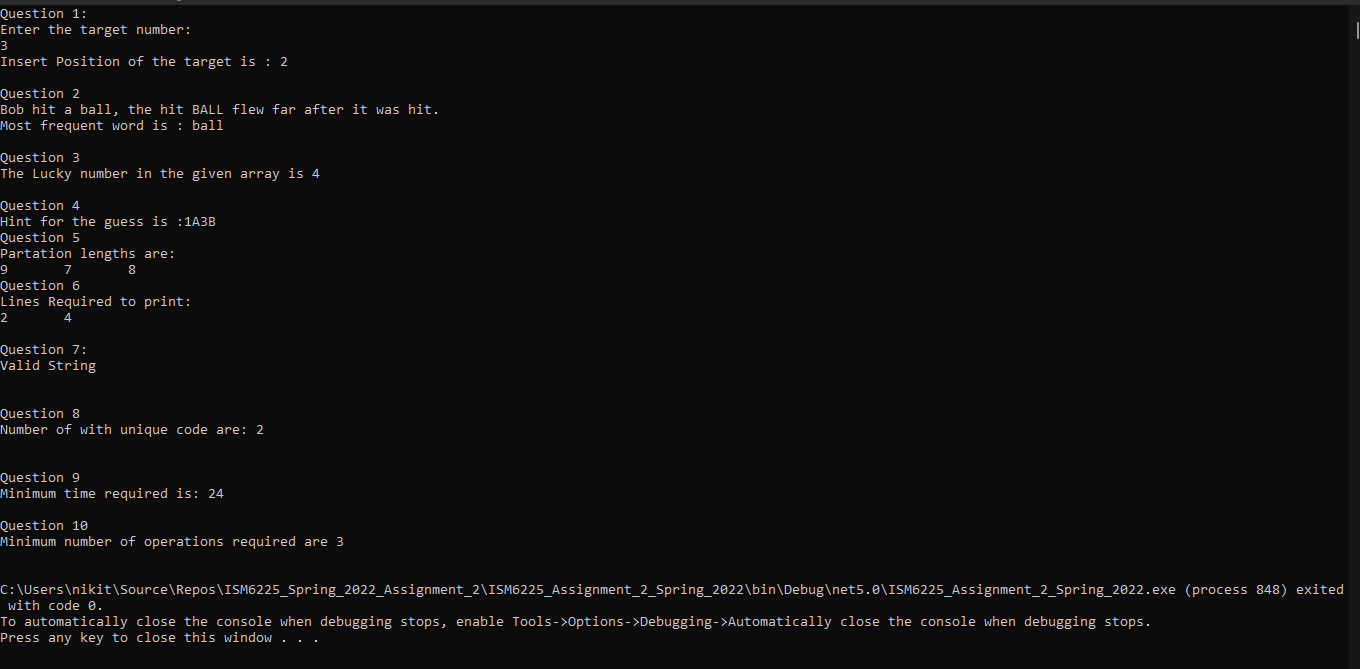 Question 1:
Enter the target number:
3
Insert Position of the target is : 2
Question 2
Bob hit a ball, the hit BALL flew far after it was hit.
Most frequent word is : ball
Question 3
The Lucky number in the given array is 4
Question 4
Hint for the guess is :1A3B
Question 5
Partation lengths are:
9 7 8
Question 6
Lines Required to print:
2 4
Question 7:
Valid String
Question 8
Number of with unique code are: 2
Question 9
Minimum time required is: 24
Question 10
Minimum number of operations required are 3
C:\Users\nikit\Source\Repos\ISM6225_Spring_2022_Assignment_2\ISM6225_Assignment_2_Spring_2022\bin\Debug\net5.0\ISM6225_Assignment_2_Spring_2022.exe (process 848) exited
with code 0.
To automatically close the console when debugging stops, enable Tools->Options->Debugging->Automatically close the console when debugging stops.
Press any key to close this window . . .